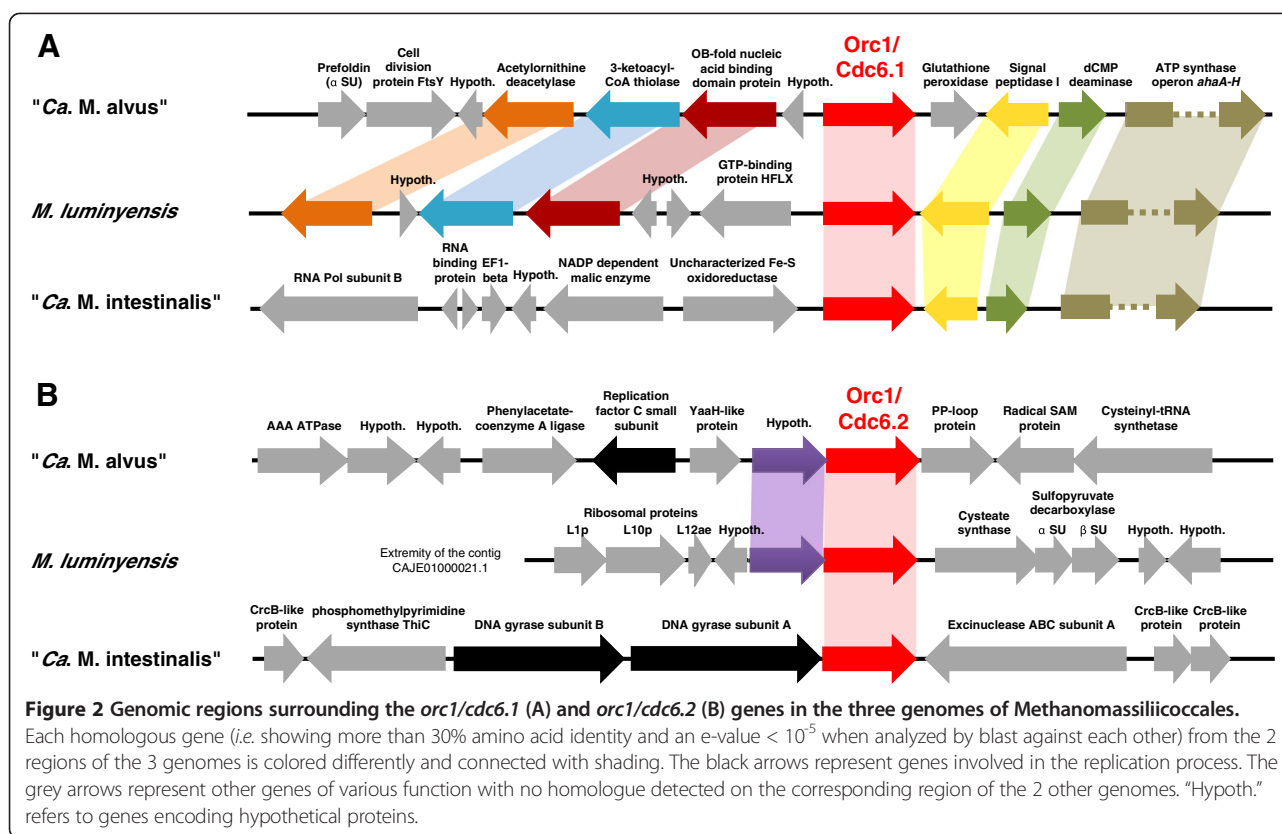 A
Orc1/
Cdc6.1
Prefoldin
(α SU)
Cell
division
protein FtsY
Hypoth.
Acetylornithine
deacetylase
3-ketoacyl-
CoA thiolase
OB-fold nucleic
acid binding
domain protein
Hypoth.
Glutathione
peroxidase
Signal
peptidase I
dCMP
deaminase
ATP synthase
operon ahaA-H
"Ca. M. alvus"
Hypoth.
Hypoth.
GTP-binding
protein HFLX
M. luminyensis
RNA Pol subunit B
RNA
binding
protein
EF1-
beta
Hypoth.
NADP dependent
malic enzyme
Uncharacterized Fe-S
oxidoreductase
"Ca. M. intestinalis"
B
Orc1/
Cdc6.2
AAA ATPase
Hypoth.
Hypoth.
Phenylacetate-
coenzyme A ligase
Replication
factor C small
subunit
YaaH-like
protein
Hypoth.
PP-loop
protein
Radical SAM
protein
Cysteinyl-tRNA
synthetase
"Ca. M. alvus"
Extremity of the contig
CAJE01000021.1
Ribosomal proteins
L1p
L10p
L12ae
Hypoth.
Cysteate
synthase
Sulfopyruvate
decarboxylase
α SU
β SU
Hypoth.
Hypoth.
M. luminyensis
CrcB-like
protein
phosphomethylpyrimidine
synthase ThiC
DNA gyrase subunit B
DNA gyrase subunit A
Excinuclease ABC subunit A
CrcB-like
protein
CrcB-like
protein
"Ca. M. intestinalis"
Figure 2 Genomic regions surrounding the orc1/cdc6.1 (A) and orc1/cdc6.2 (B) genes in the three genomes of Methanomassiliicoccales.
Each homologous gene (i.e. showing more than 30% amino acid identity and an e-value < 10⁻⁵ when analyzed by blast against each other) from the 2
regions of the 3 genomes is colored differently and connected with shading. The black arrows represent genes involved in the replication process. The
grey arrows represent other genes of various function with no homologue detected on the corresponding region of the 2 other genomes. "Hypoth."
refers to genes encoding hypothetical proteins.